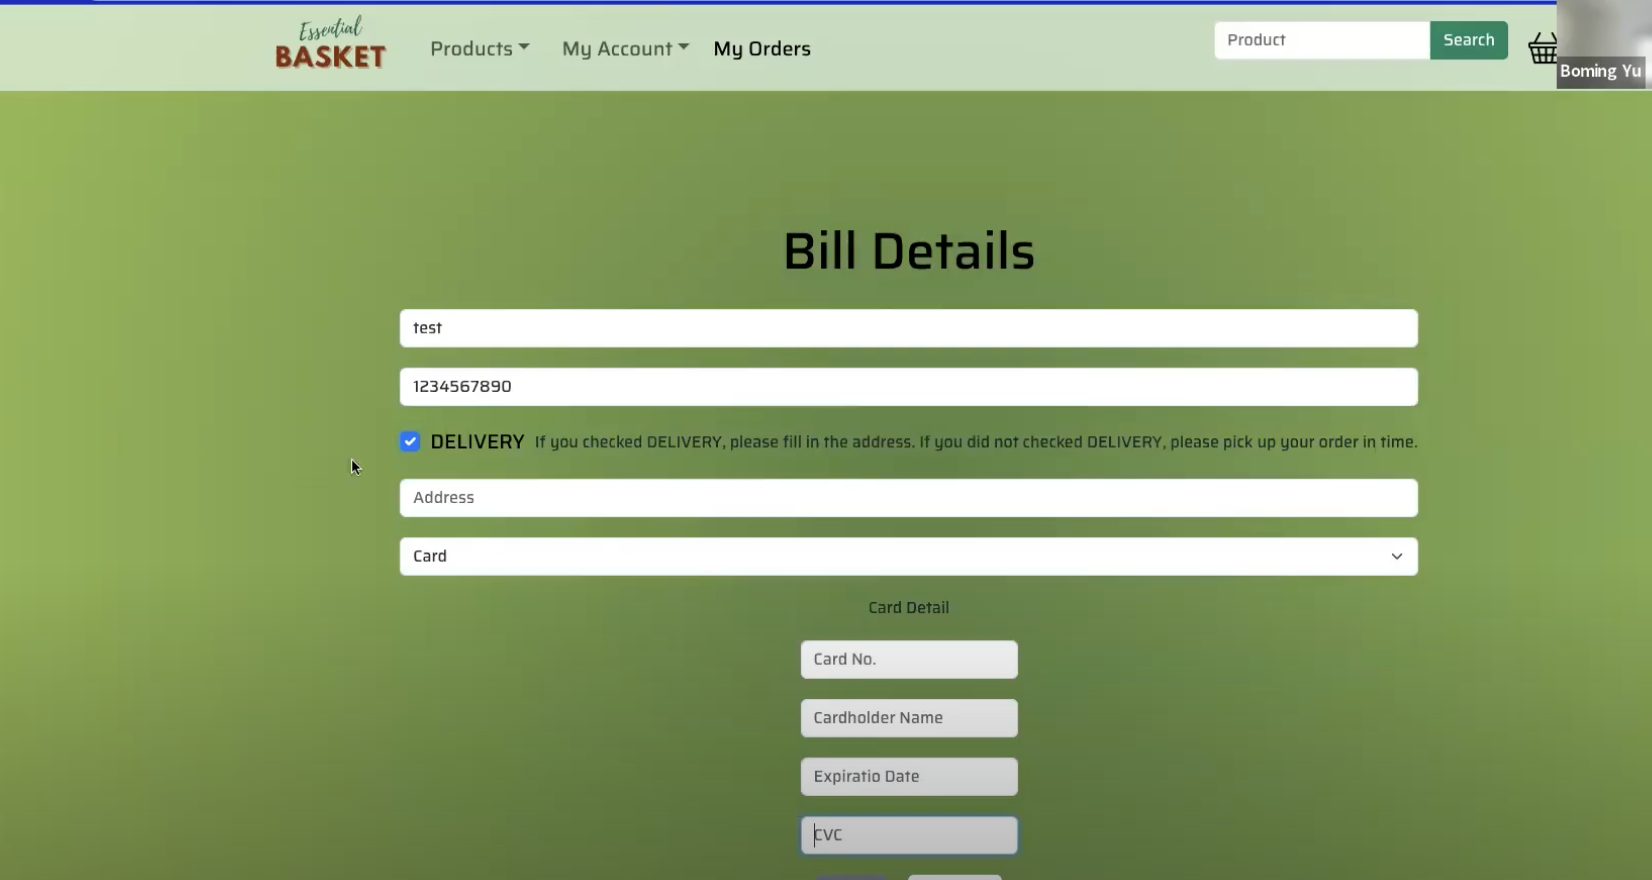 Essential
BASKET
Products
My Account
My Orders
Product
Search
Boming Yu
Bill Details
test
1234567890
DELIVERY If you checked DELIVERY, please fill in the address. If you did not checked DELIVERY, please pick up your order in time.
Address
Card
Card Detail
Card No.
Cardholder Name
Expiratio Date
CVC